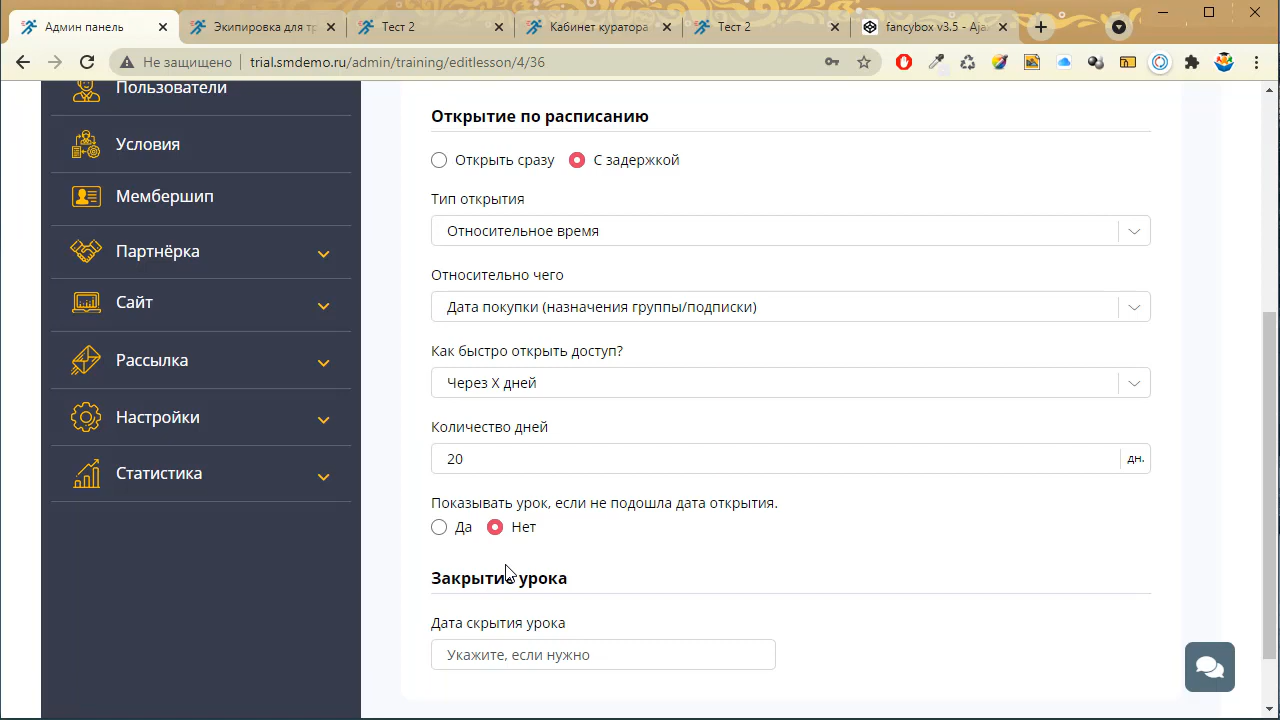 Админ панель
Экипировка для тр
Тест 2
Кабинет куратора
Тест 2
fancybox v3.5 - Aja
Не защищено
trial.smdemo.ru/admin/training/editlesson/4/36
Пользователи
Условия
Мембершип
Партнёрка
Сайт
Рассылка
Настройки
Статистика
Открытие по расписанию
Открыть сразу
С задержкой
Тип открытия
Относительное время
Относительно чего
Дата покупки (назначения группы/подписки)
Как быстро открыть доступ?
Через X дней
Количество дней
20
дн.
Показывать урок, если не подошла дата открытия.
Да
Нет
Закрытие урока
Дата скрытия урока
Укажите, если нужно